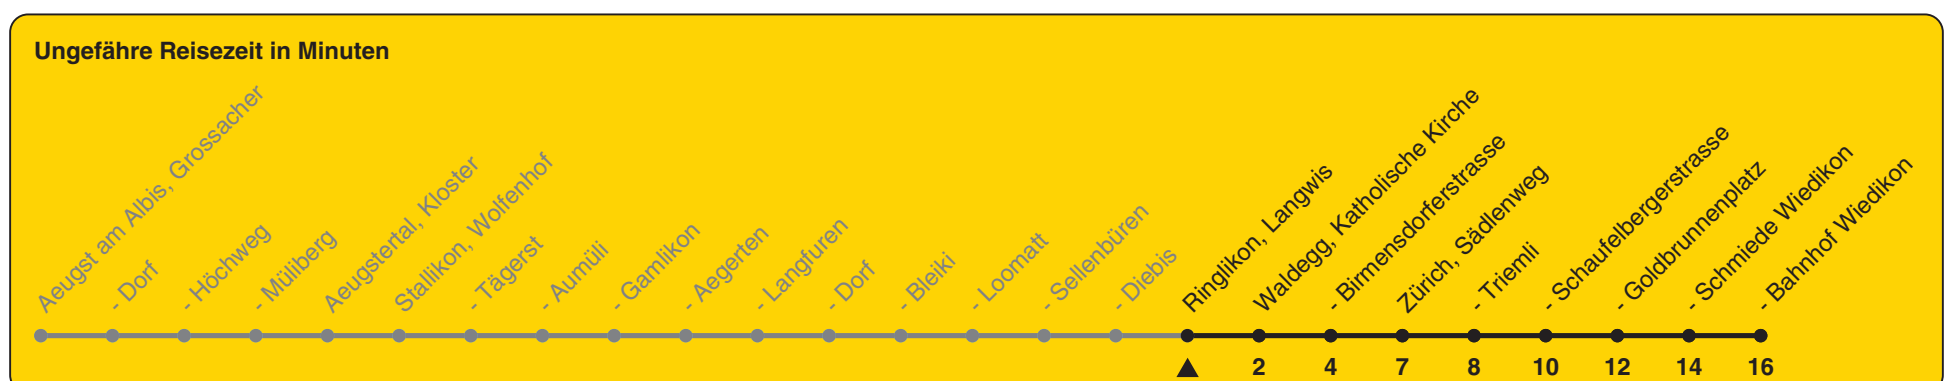 Ungefähre Reisezeit in Minuten
Aeugst am Albis, Grossacher
- Dorf
- Höchweg
- Müliberg
Aeugstertal, Kloster
Stallikon, Wolfenhof
- Tägerst
- Aumüli
- Gamlikon
- Aegerten
- Langfuren
- Dorf
- Bleiki
- Loomatt
- Sellenbüren
- Diebis
Ringlikon, Langwis
Waldegg, Katholische Kirche
- Birmensdorferstrasse
Zürich, Sädlenweg
- Triemli
- Schaufelbergerstrasse
- Goldbrunnenplatz
- Schmiede Wiedikon
- Bahnhof Wiedikon
2 4 7 8 10 12 14 16